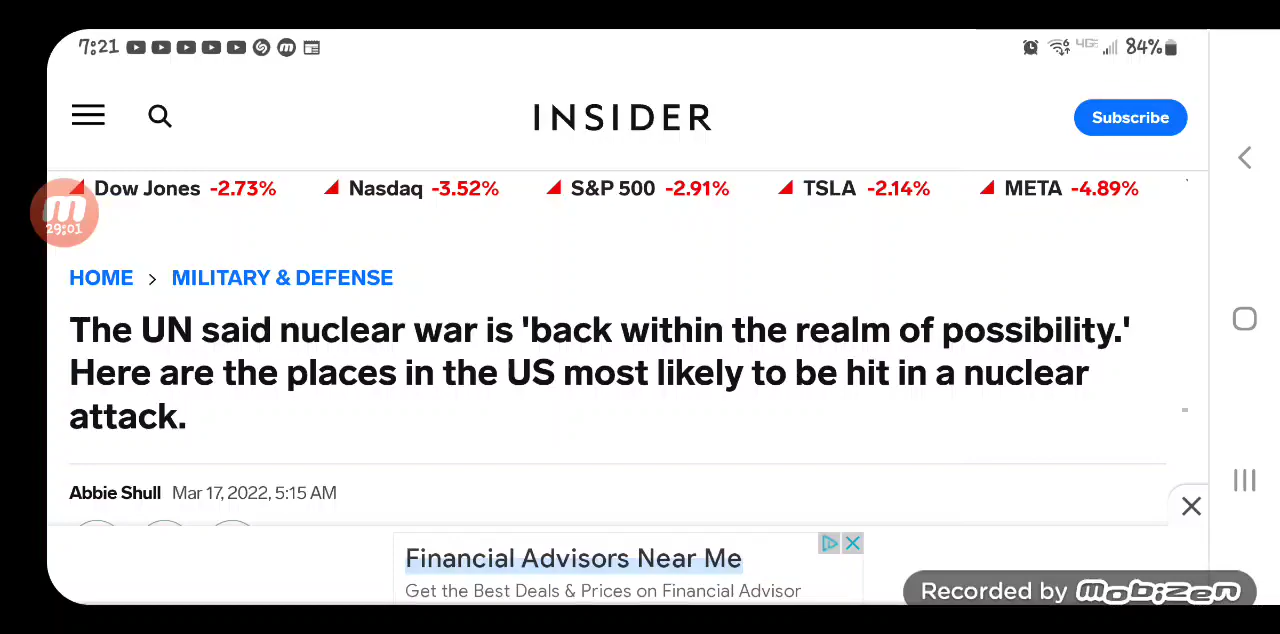 7:21 84%
INSIDER
Subscribe
Dow Jones -2.73% Nasdaq -3.52% S&P 500 -2.91% TSLA -2.14% META -4.89%
m
29:01
HOME > MILITARY & DEFENSE
The UN said nuclear war is 'back within the realm of possibility.'
Here are the places in the US most likely to be hit in a nuclear
attack.
Abbie Shull Mar 17, 2022, 5:15 AM
Financial Advisors Near Me
Get the Best Deals & Prices on Financial Advisor
Recorded by mobizen